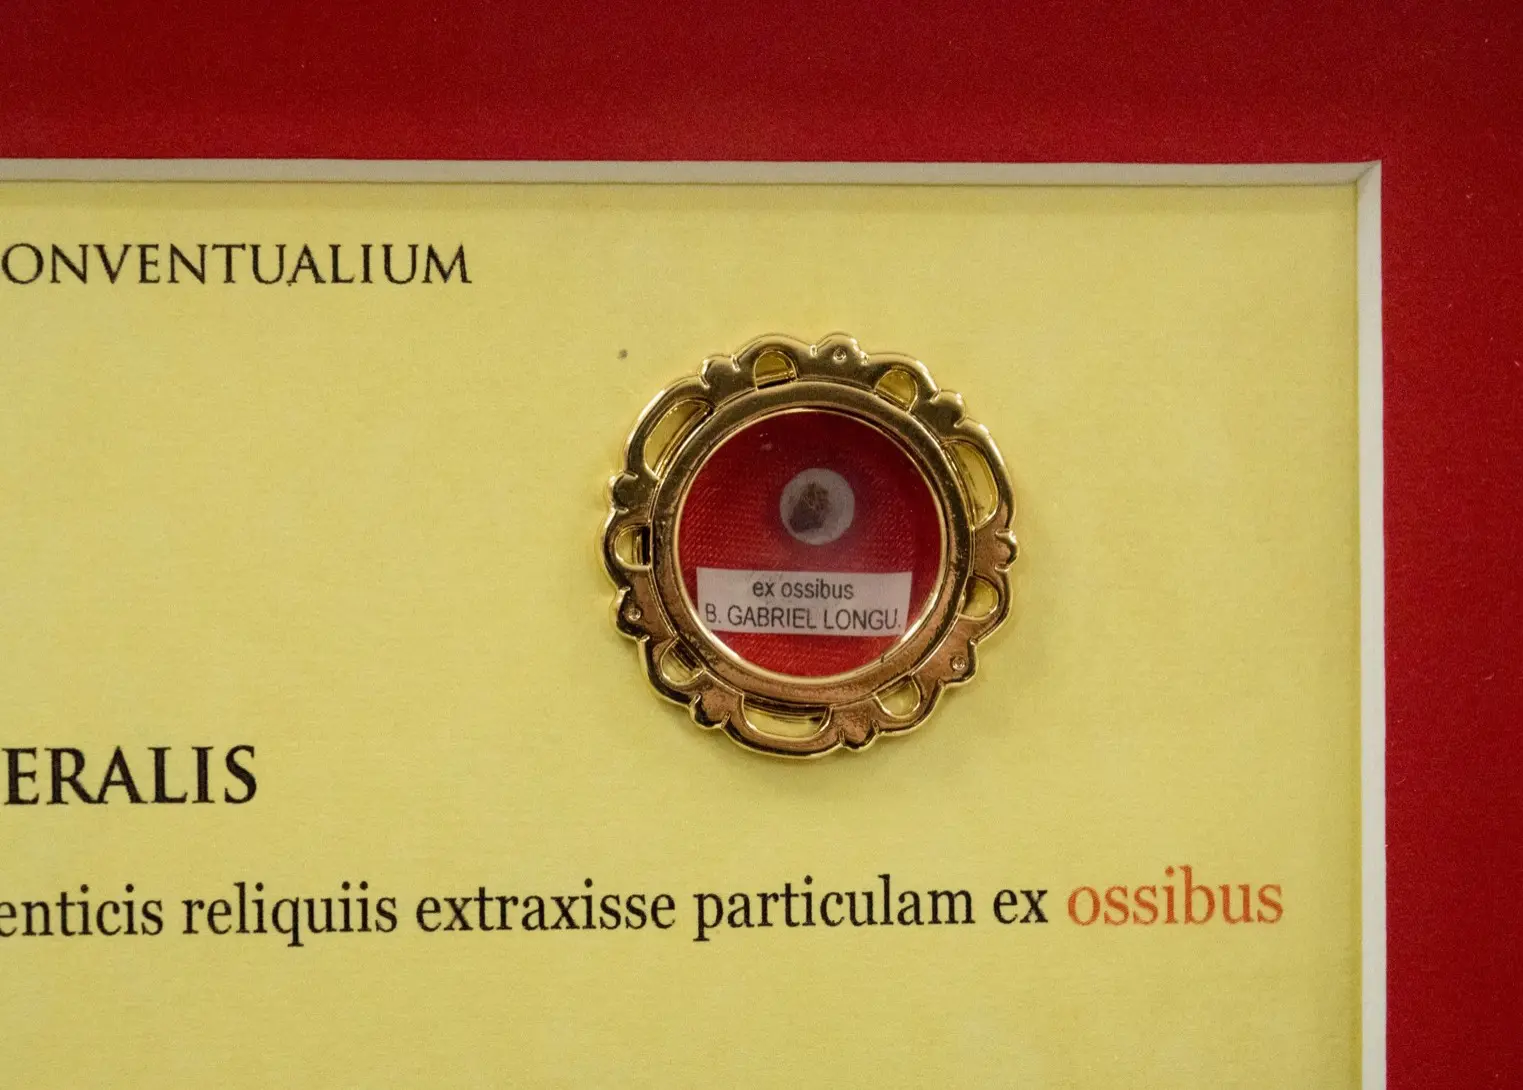 ONVENTUALIUM
ex ossibus
B. GABRIEL LONGU.
ERALIS
enticis reliquiis extraxisse particulam ex ossibus